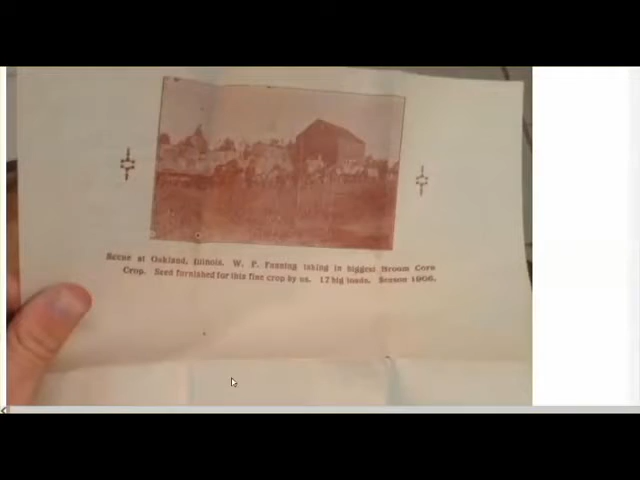 Scene at Oakland, Illinois. W. P. Fanning taking in biggest Broom Corn
Crop. Seed furnished for this fine crop by us. 17 big loads. Season 1906.